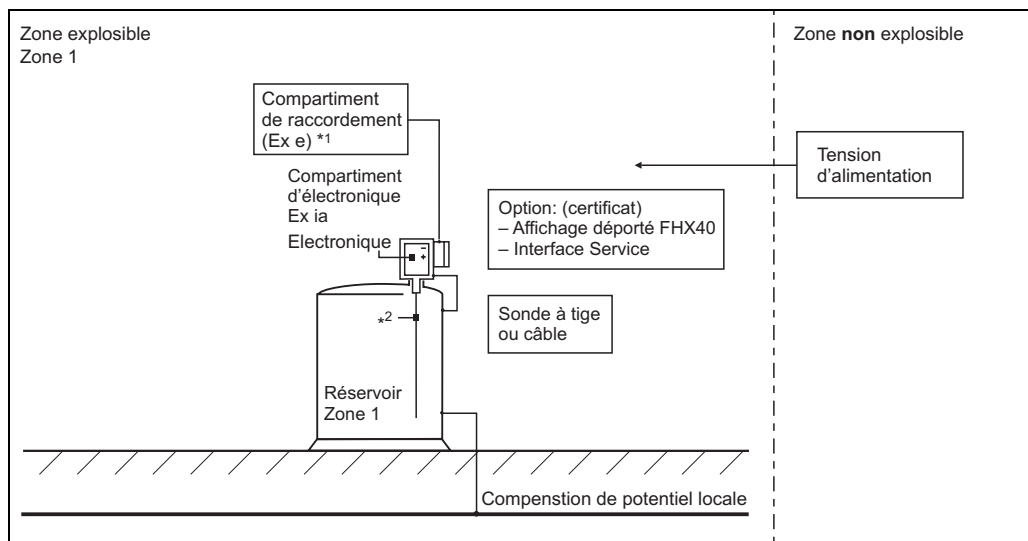 Zone explosible
Zone 1
Zone non explosible
Compartiment
de raccordement
(Ex e) *1
Tension
d'alimentation
Compartiment
d'électronique
Ex ia
Electronique
Option: (certificat)
– Affichage déporté FHX40
– Interface Service
- +
*2
Sonde à tige
ou câble
Réservoir
Zone 1
Compenstion de potentiel locale